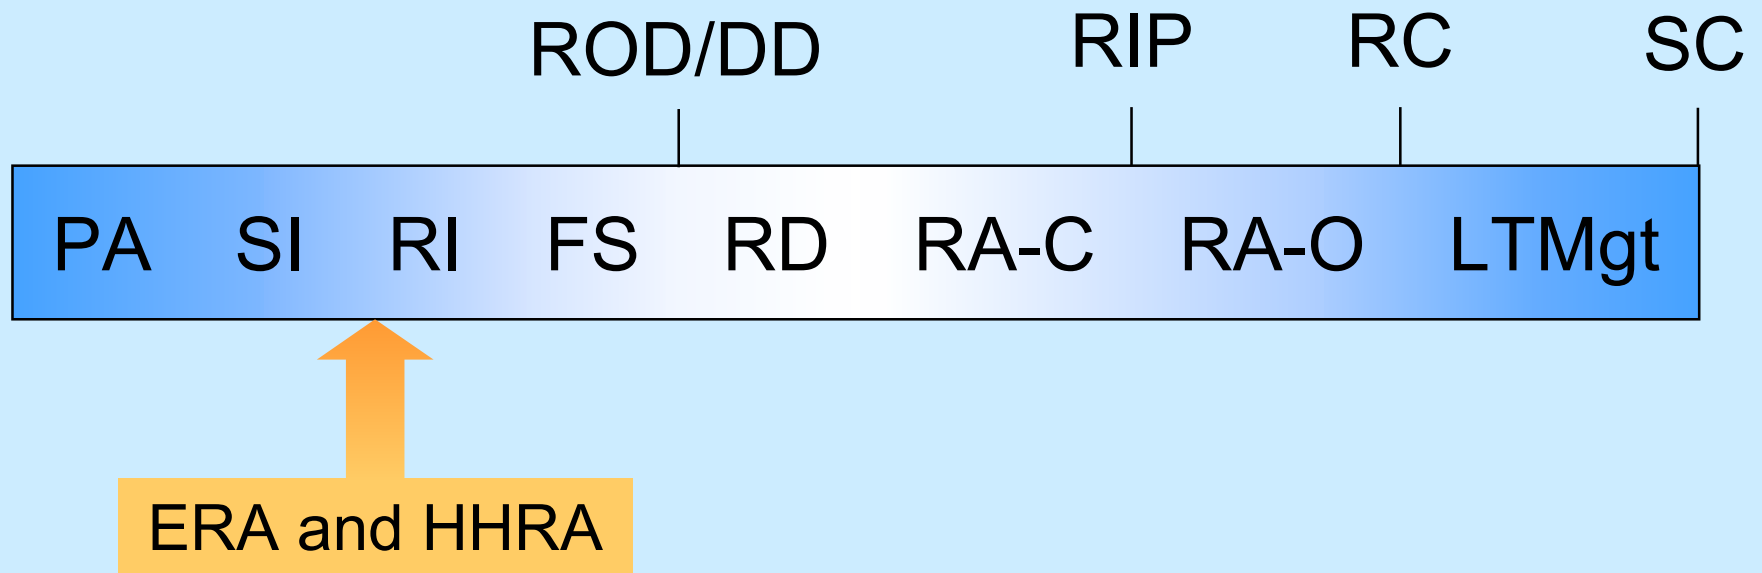 ROD/DD RIP RC SC
PA SI RI FS RD RA-C RA-O LTMgt
ERA and HHRA